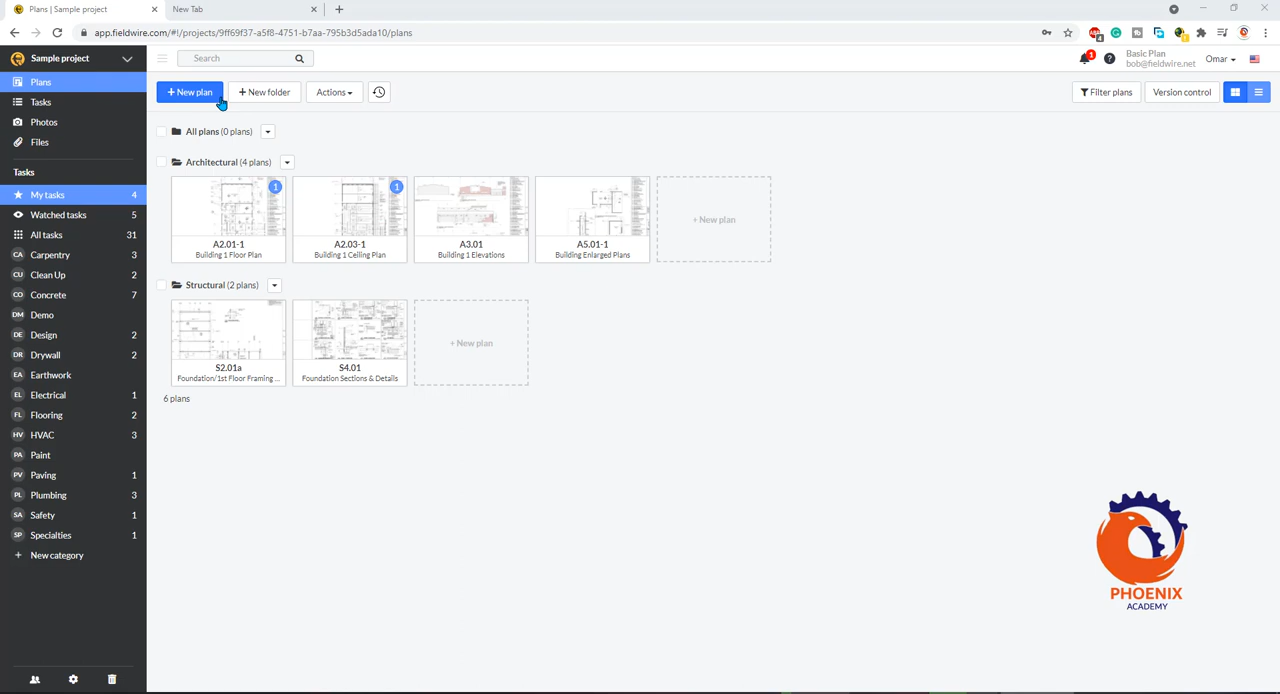 Plans | Sample project
New Tab
app.fieldwire.com/#!/projects/9ff69f37-a5f8-4751-b7aa-795b3d5ada10/plans
Sample project
Search
1
Basic Plan
bob@fieldwire.net
Omar
Plans
Tasks
Photos
Files
Tasks
My tasks 4
Watched tasks 5
All tasks 31
CA Carpentry 3
CU Clean Up 2
CO Concrete 7
DM Demo
DE Design 2
DR Drywall 2
EA Earthwork
EL Electrical 1
FL Flooring 2
HV HVAC 3
PA Paint
PV Paving 1
PL Plumbing 3
SA Safety 1
SP Specialties 1
+ New category
+ New plan
+ New folder
Actions
Filter plans
Version control
All plans (0 plans)
Architectural (4 plans)
1
A2.01-1
Building 1 Floor Plan
1
A2.03-1
Building 1 Ceiling Plan
A3.01
Building 1 Elevations
A5.01-1
Building Enlarged Plans
+ New plan
Structural (2 plans)
S2.01a
Foundation/1st Floor Framing ...
S4.01
Foundation Sections & Details
+ New plan
6 plans
PHOENIX
ACADEMY